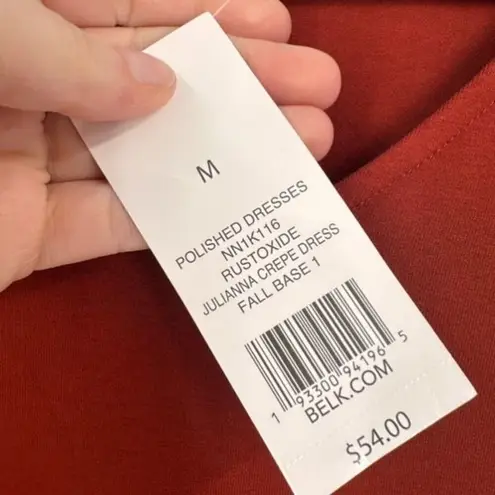 M
POLISHED DRESSES
NN1K116
RUSTOXIDE
JULIANNA CREPE DRESS
FALL BASE 1
1 93300 94196 5
BELK.COM
$54.00